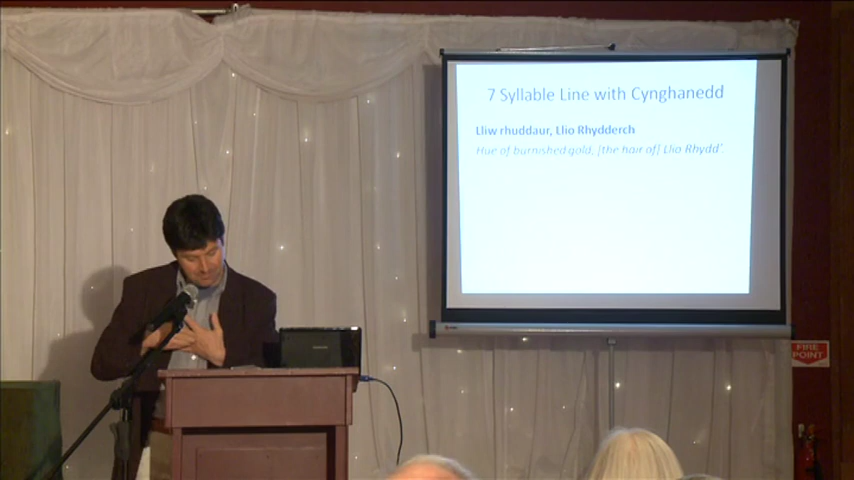 7 Syllable Line with Cynghanedd
Lliw rhuddaur, Llio Rhydderch
Hue of burnished gold, [the hair of] Llio Rhydd'.
FIRE
POINT